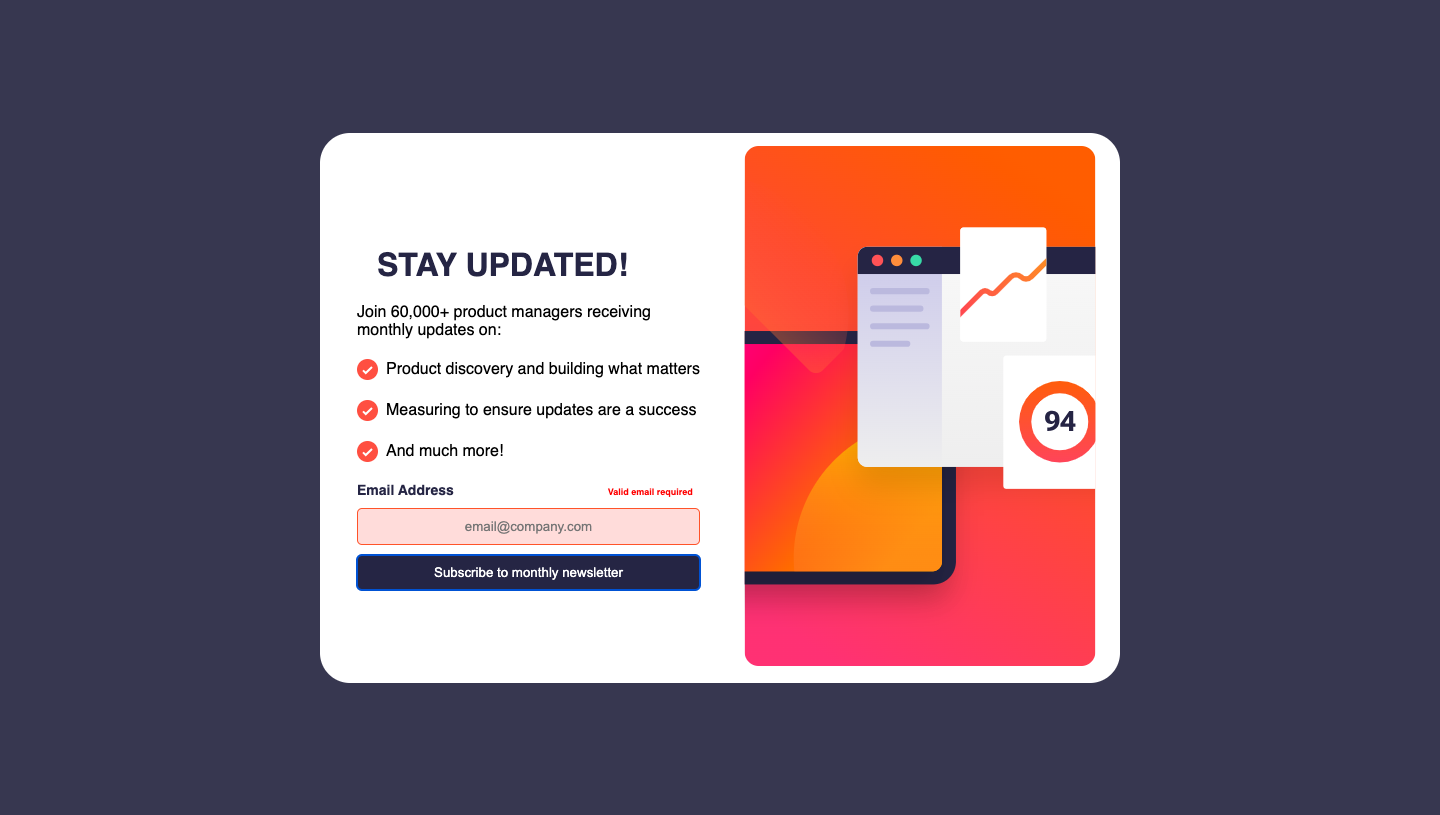 STAY UPDATED!
Join 60,000+ product managers receiving
monthly updates on:
Product discovery and building what matters
Measuring to ensure updates are a success
And much more!
Email Address
Valid email required
email@company.com
Subscribe to monthly newsletter
94